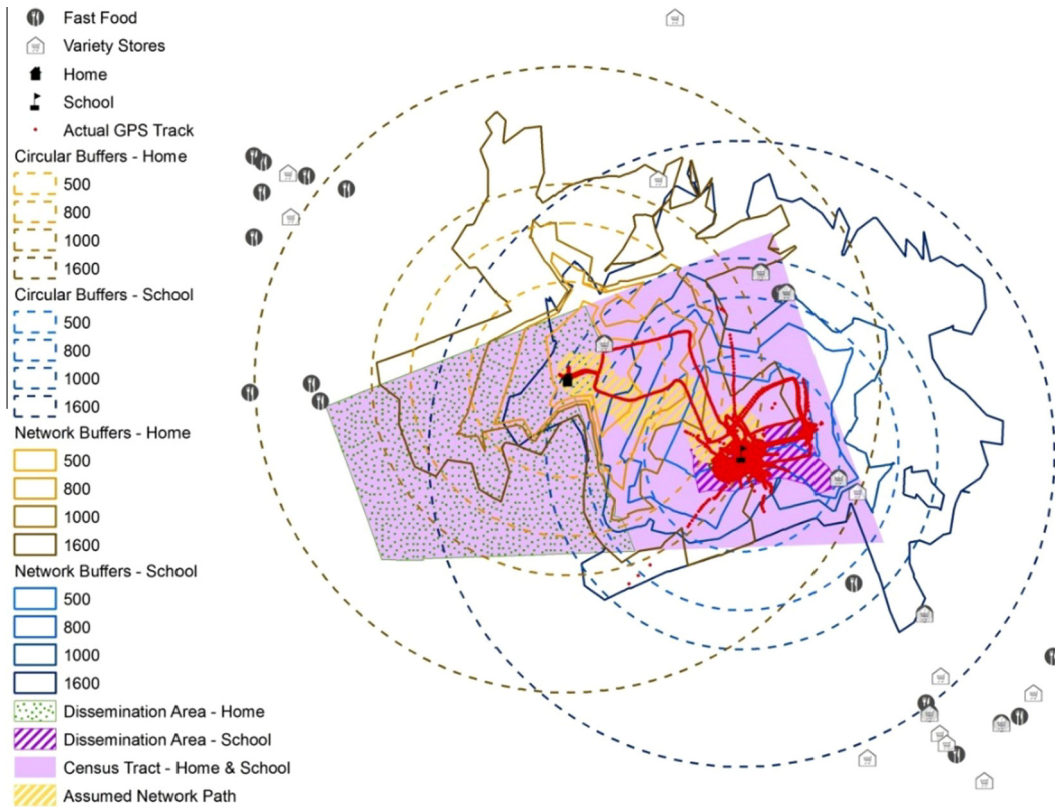 Fast Food
Variety Stores
Home
School
Actual GPS Track
Circular Buffers - Home
500
800
1000
1600
Circular Buffers - School
500
800
1000
1600
Network Buffers - Home
500
800
1000
1600
Network Buffers - School
500
800
1000
1600
Dissemination Area - Home
Dissemination Area - School
Census Tract - Home & School
Assumed Network Path